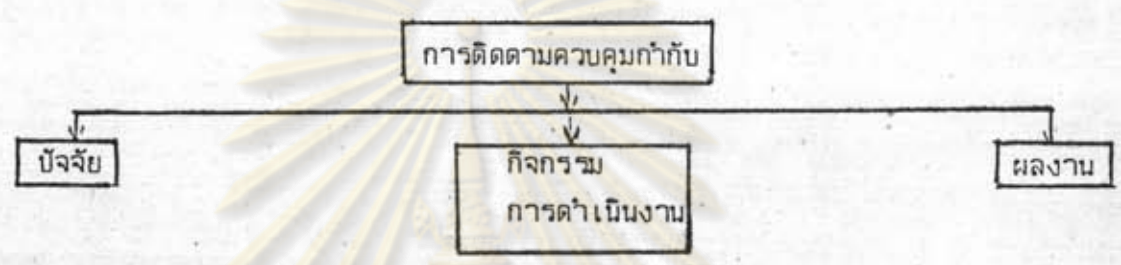 การติดตามควบคุมกำกับ
ปัจจัย
กิจกรรม
การดำเนินงาน
ผลงาน